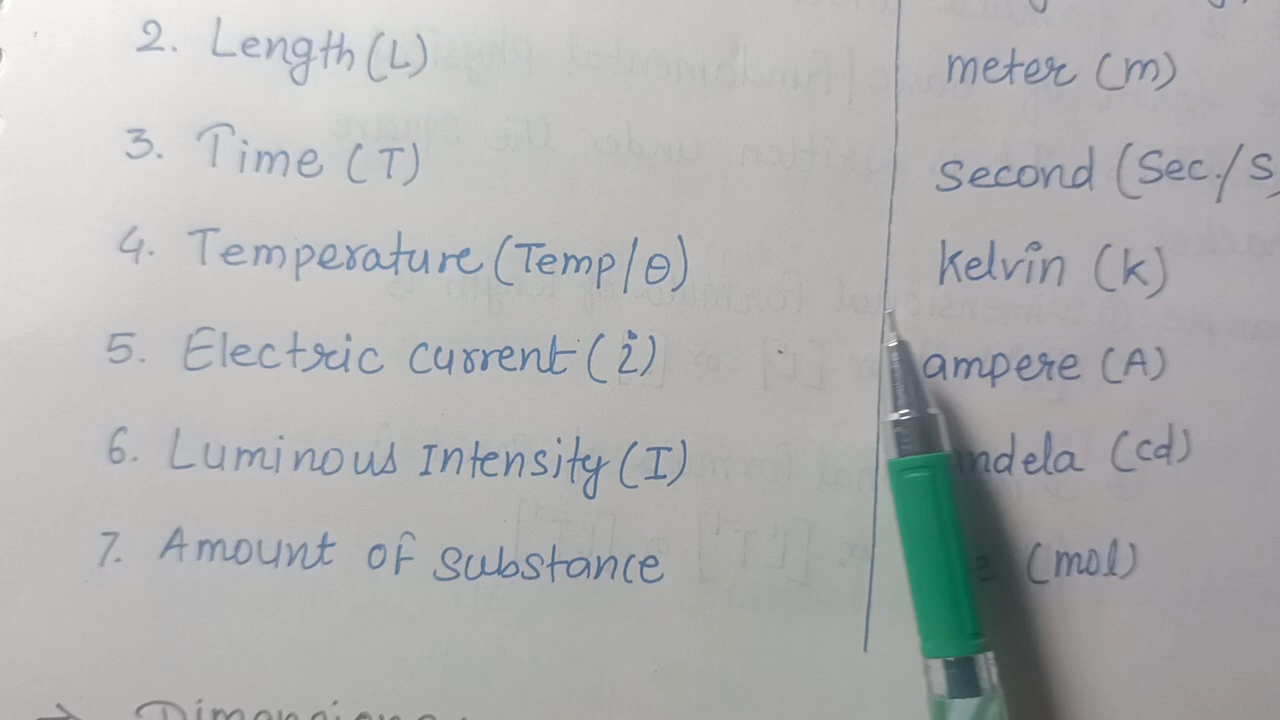 2. Length (L) meter (m)
3. Time (T) second (Sec./S
4. Temperature (Temp/θ) kelvin (K)
5. Electric current (i) ampere (A)
6. Luminous Intensity (I) ndela (cd)
7. Amount of substance (mol)
→ Dimensions